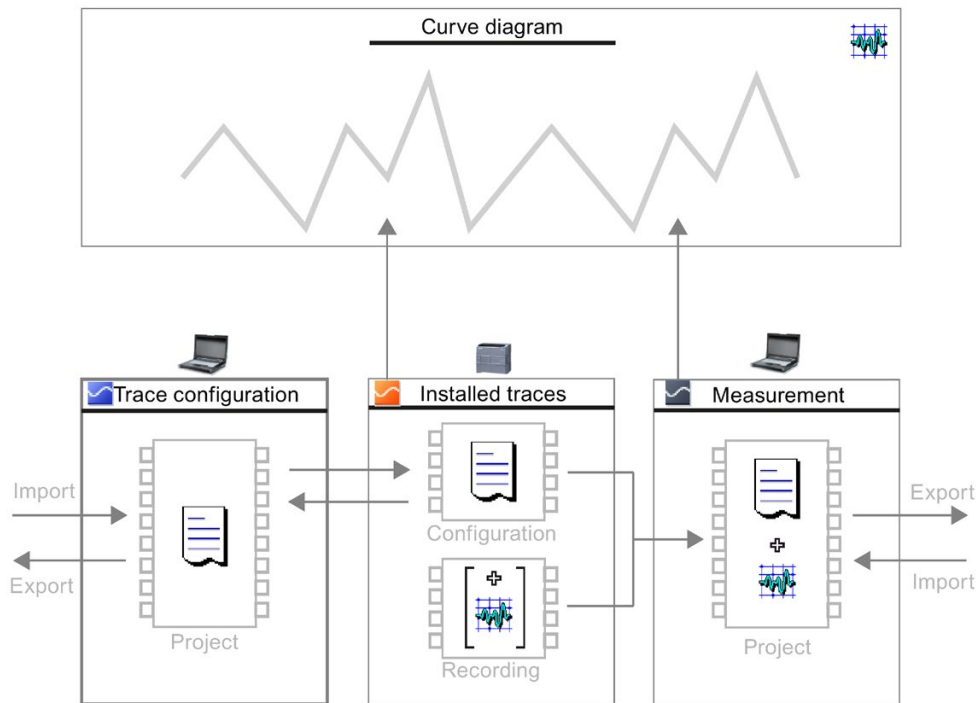 Curve diagram
Trace configuration
Installed traces
Measurement
Import
Export
Project
Configuration
Recording
Export
Import
Project